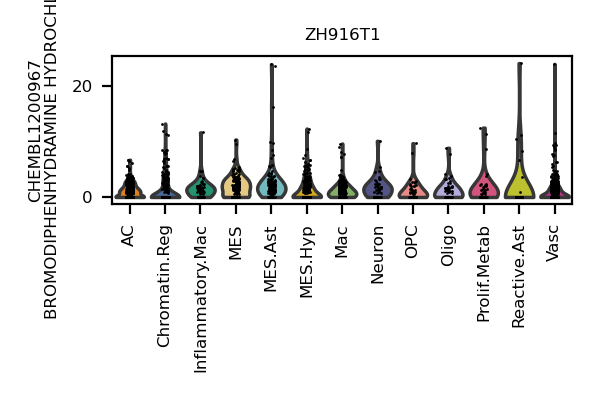 ZH916T1
CHEMBL1200967
BROMODIPHENHYDRAMINE HYDROCHL
20
0
AC
Chromatin.Reg
Inflammatory.Mac
MES
MES.Ast
MES.Hyp
Mac
Neuron
OPC
Oligo
Prolif.Metab
Reactive.Ast
Vasc